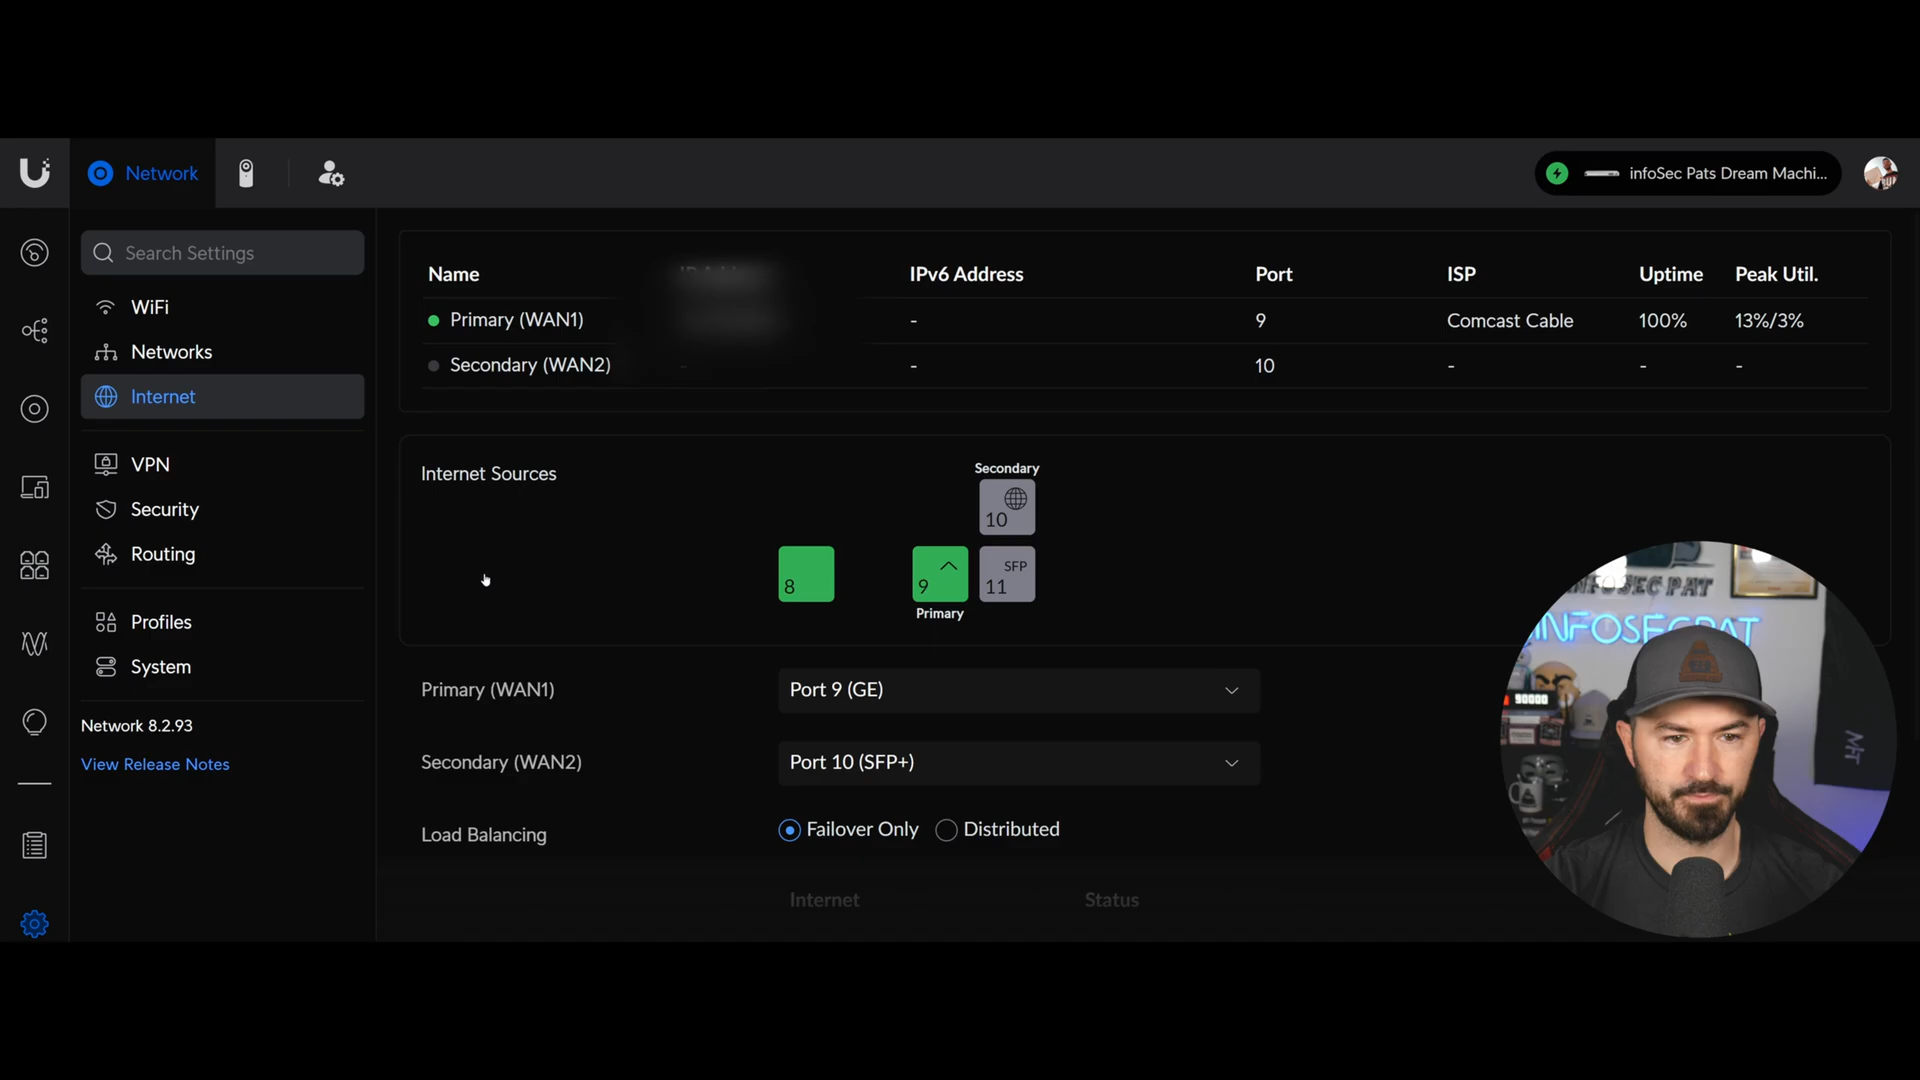 Network
infoSec Pats Dream Machi...
Search Settings
WiFi
Networks
Internet
VPN
Security
Routing
Profiles
System
Network 8.2.93
View Release Notes
Name IPv6 Address Port ISP Uptime Peak Util.
Primary (WAN1) - 9 Comcast Cable 100% 13%/3%
Secondary (WAN2) - - 10 - - -
Internet Sources
Secondary
10
8
9
SFP
11
Primary
Primary (WAN1) Port 9 (GE)
Secondary (WAN2) Port 10 (SFP+)
Load Balancing Failover Only Distributed
Internet Status
INFOSEC PAT
INFOSECPAT
90000